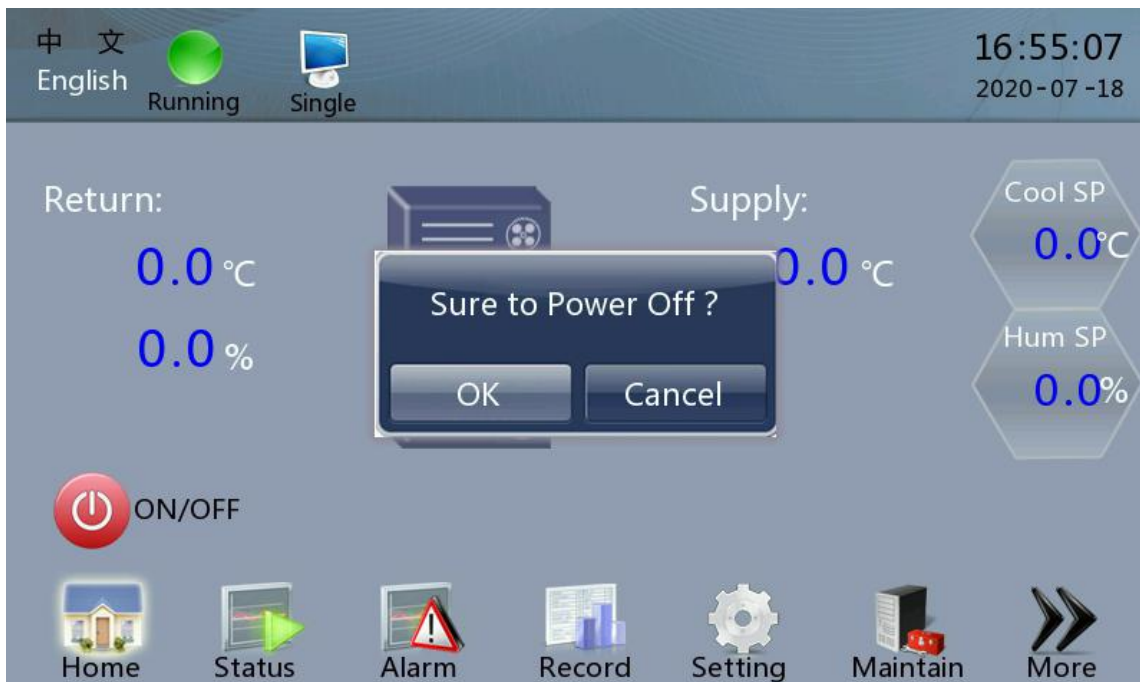 中 文
English
Running
Single
16:55:07
2020-07-18
Return:
0.0 ℃
0.0 %
Supply:
0.0 ℃
Cool SP
0.0℃
Hum SP
0.0%
Sure to Power Off ?
OK
Cancel
ON/OFF
Home
Status
Alarm
Record
Setting
Maintain
More